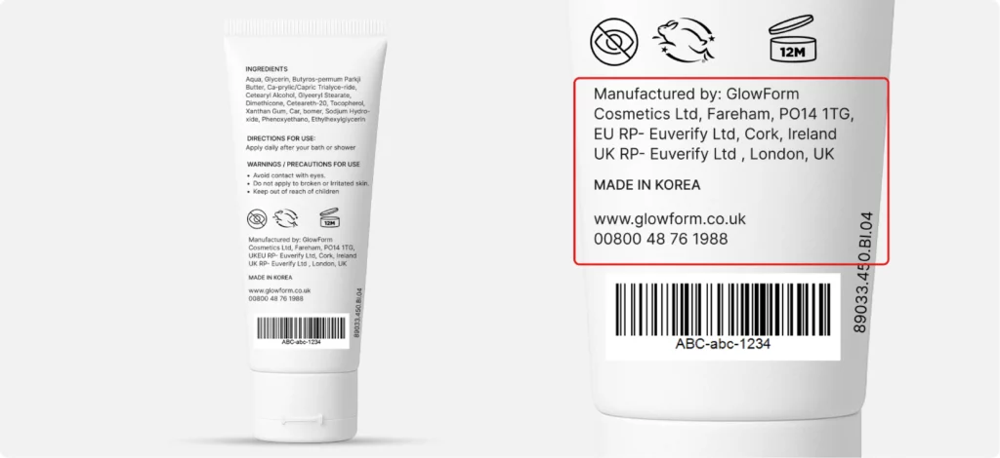 INGREDIENTS
Aqua, Glycerin, Butyros-permum Parkji
Butter, Ca-prylic/Capric Trialyce-ride,
Cetearyl Alcohol, Glyeeryl Stearate,
Dimethicone, Ceteareth-20, Tocopherol,
Xanthan Gum, Car, bomer, Sodium Hydro-
xide, Phenoxyethano, Ethylhexylglycerin
DIRECTIONS FOR USE:
Apply daily after your bath or shower
WARNINGS / PRECAUTIONS FOR USE
• Avoid contact with eyes.
• Do not apply to broken or Irritated skin.
• Keep out of reach of children
12M
Manufactured by: GlowForm
Cosmetics Ltd, Fareham, PO14 1TG,
UKEU RP- Euverify Ltd, Cork, Ireland
UK RP- Euverify Ltd , London, UK
MADE IN KOREA
www.glowform.co.uk
00800 48 76 1988
ABC-abc-1234
89033.450.BI.04
12M
Manufactured by: GlowForm
Cosmetics Ltd, Fareham, PO14 1TG,
EU RP- Euverify Ltd, Cork, Ireland
UK RP- Euverify Ltd , London, UK
MADE IN KOREA
www.glowform.co.uk
00800 48 76 1988
ABC-abc-1234
89033.450.BI.04